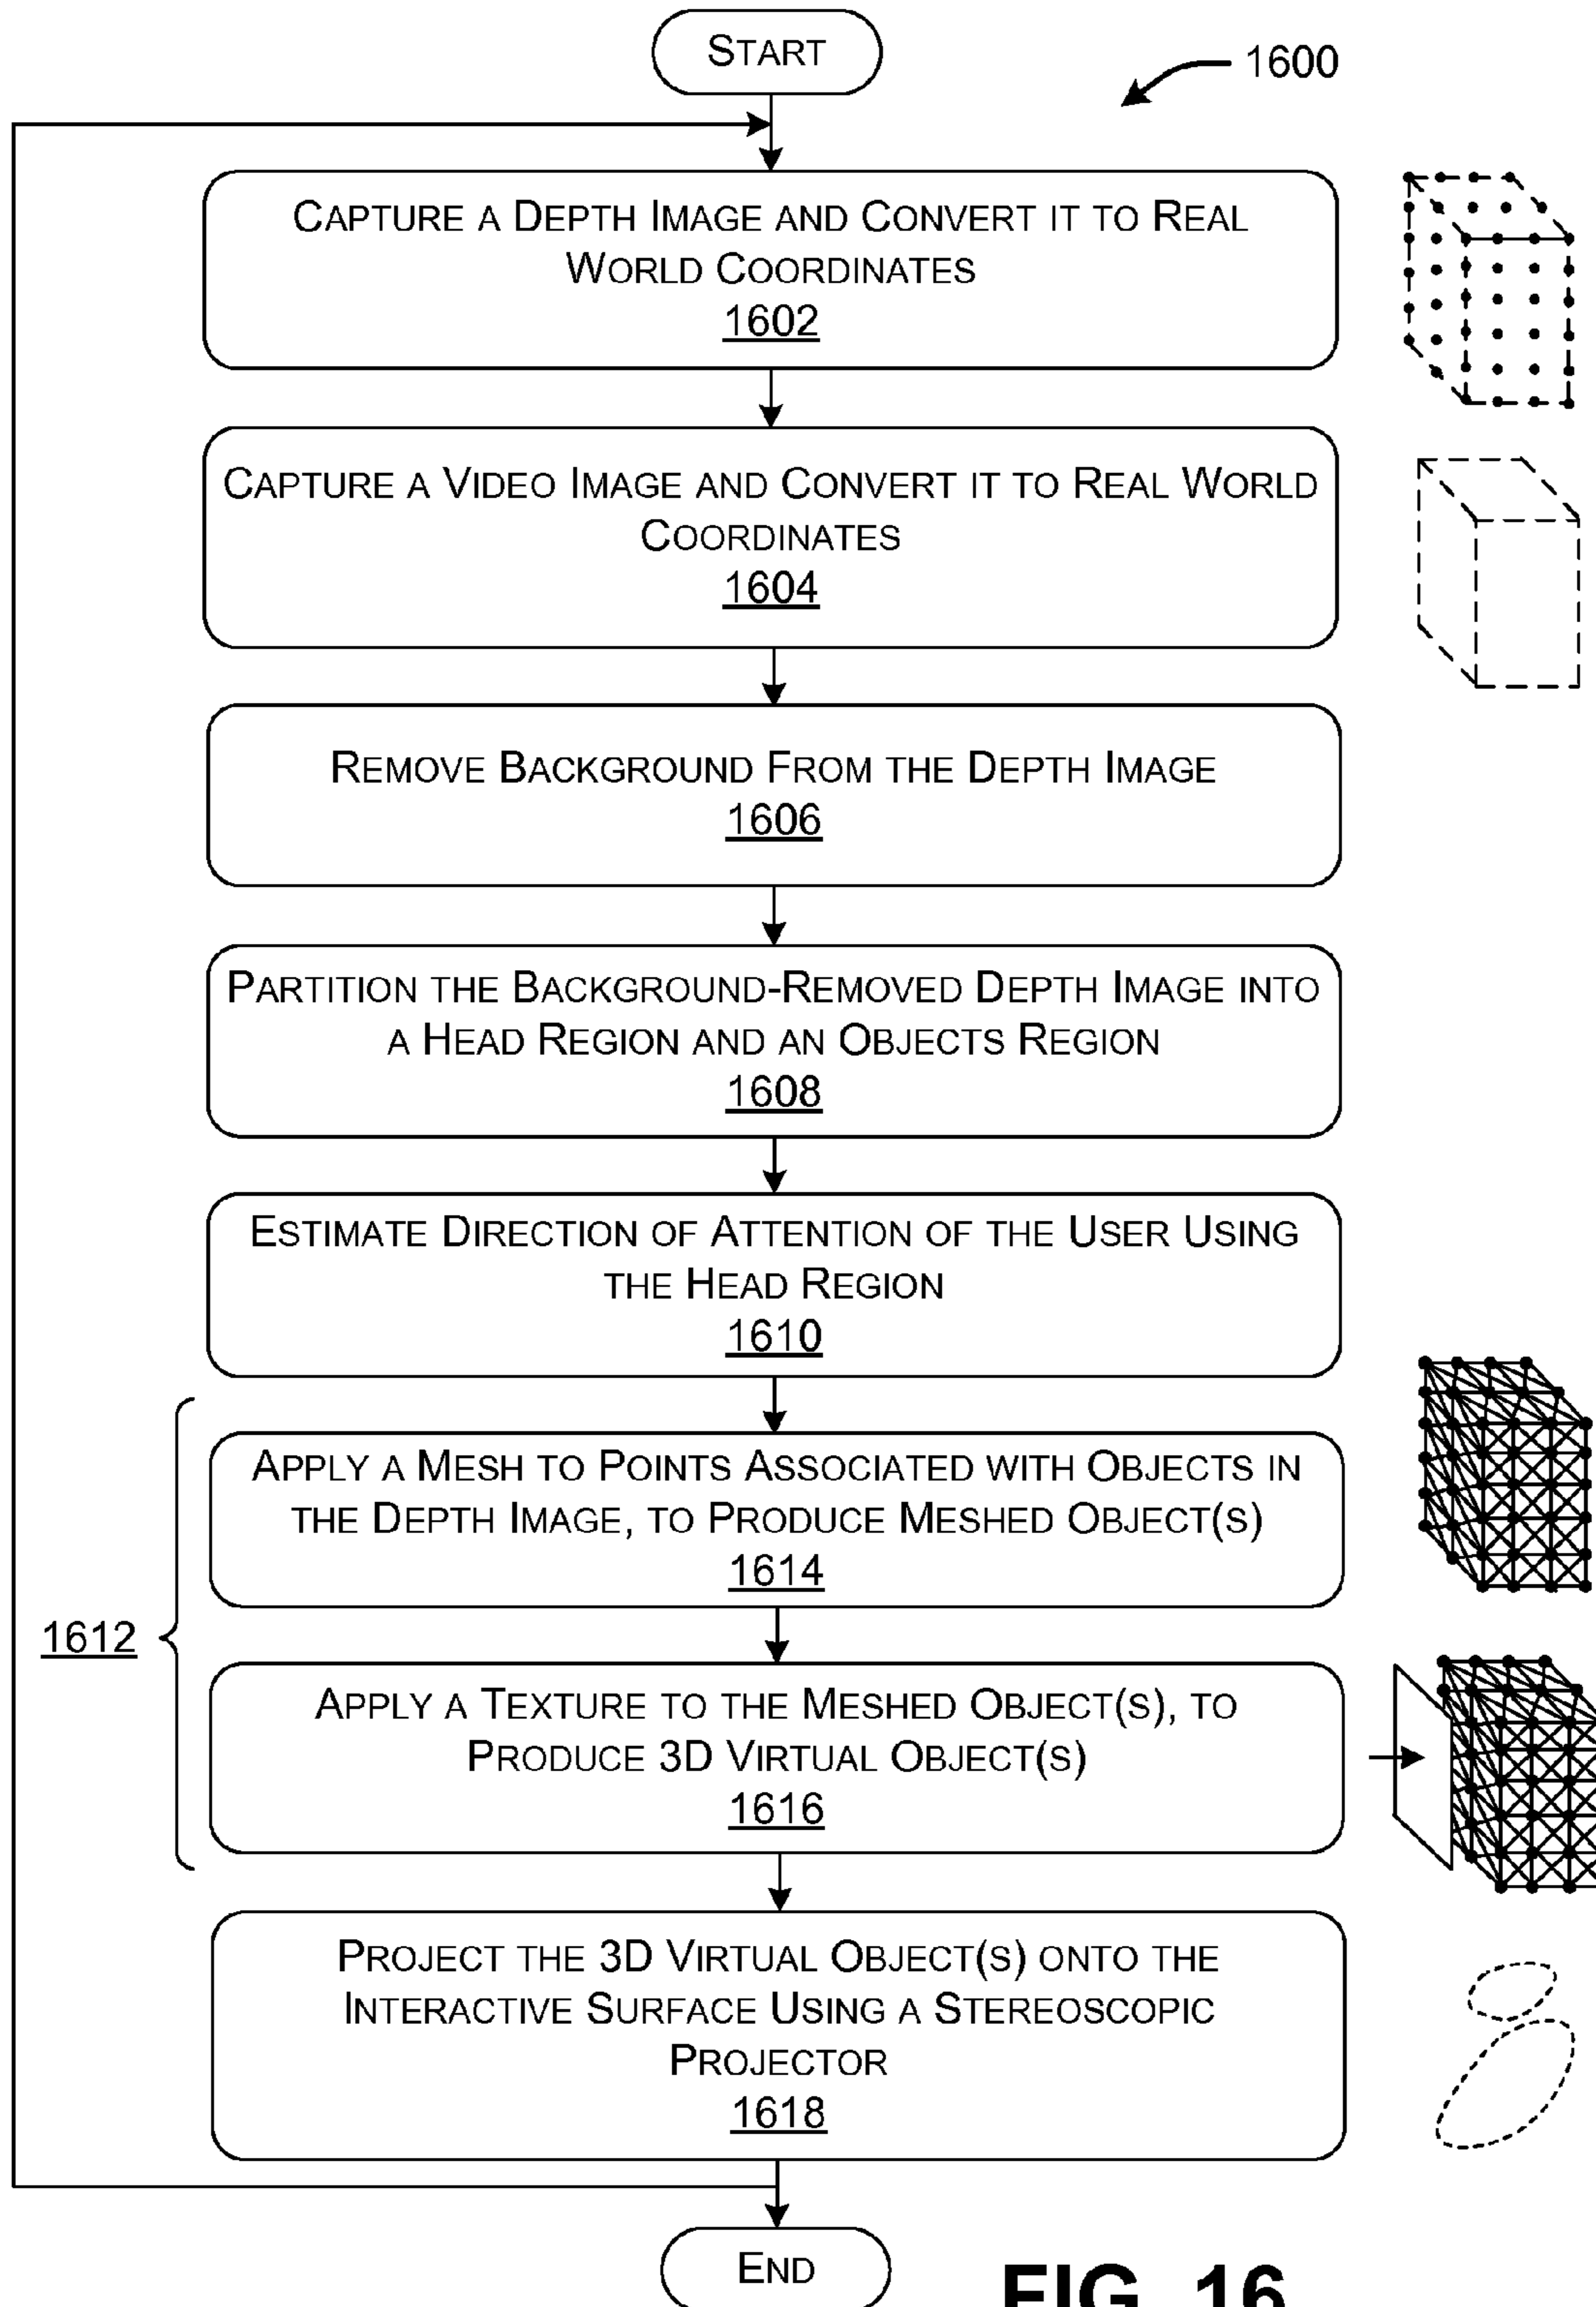 START
1600
CAPTURE A DEPTH IMAGE AND CONVERT IT TO REAL
WORLD COORDINATES
1602
CAPTURE A VIDEO IMAGE AND CONVERT IT TO REAL WORLD
COORDINATES
1604
REMOVE BACKGROUND FROM THE DEPTH IMAGE
1606
PARTITION THE BACKGROUND-REMOVED DEPTH IMAGE INTO
A HEAD REGION AND AN OBJECTS REGION
1608
ESTIMATE DIRECTION OF ATTENTION OF THE USER USING
THE HEAD REGION
1610
APPLY A MESH TO POINTS ASSOCIATED WITH OBJECTS IN
THE DEPTH IMAGE, TO PRODUCE MESHED OBJECT(S)
1614
1612
APPLY A TEXTURE TO THE MESHED OBJECT(S), TO
PRODUCE 3D VIRTUAL OBJECT(S)
1616
PROJECT THE 3D VIRTUAL OBJECT(S) ONTO THE
INTERACTIVE SURFACE USING A STEREOSCOPIC
PROJECTOR
1618
END
FIG. 16